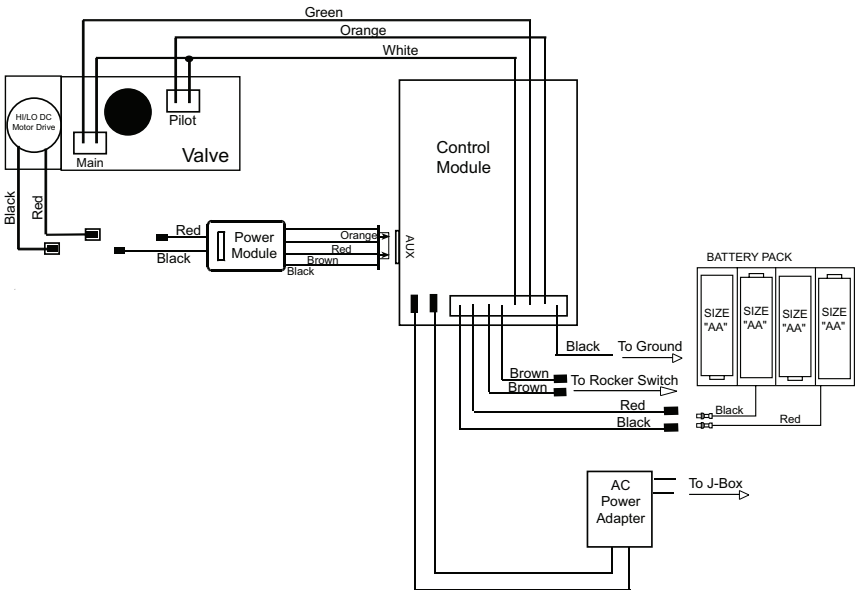 Green
Orange
White
HI/LO DC
Motor Drive
Pilot
Main
Valve
Control
Module
Black
Red
Red
Black
Power
Module
Orange
Red
Brown
Black
AUX
BATTERY PACK
SIZE
"AA"
SIZE
"AA"
SIZE
"AA"
SIZE
"AA"
Black
To Ground
Brown
Brown
To Rocker Switch
Red
Black
Black
Red
AC
Power
Adapter
To J-Box